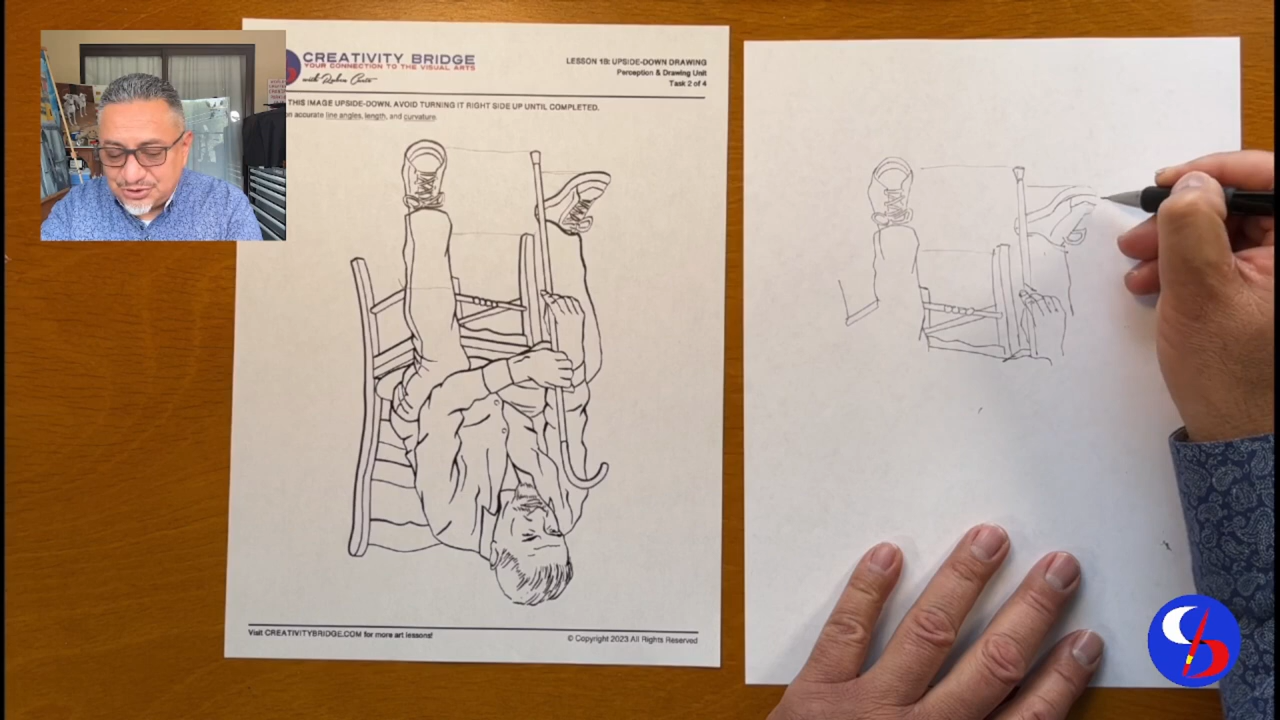 CREATIVITY BRIDGE
YOUR CONNECTION TO THE VISUAL ARTS
LESSON 18: UPSIDE-DOWN DRAWING
Perception & Drawing Unit
Task 2 of 4
THIS IMAGE UPSIDE-DOWN. AVOID TURNING IT RIGHT SIDE UP UNTIL COMPLETED.
accurate line angles, length, and curvature.
Visit CREATIVITYBRIDGE.COM for more art lessons!
© Copyright 2023 All Rights Reserved